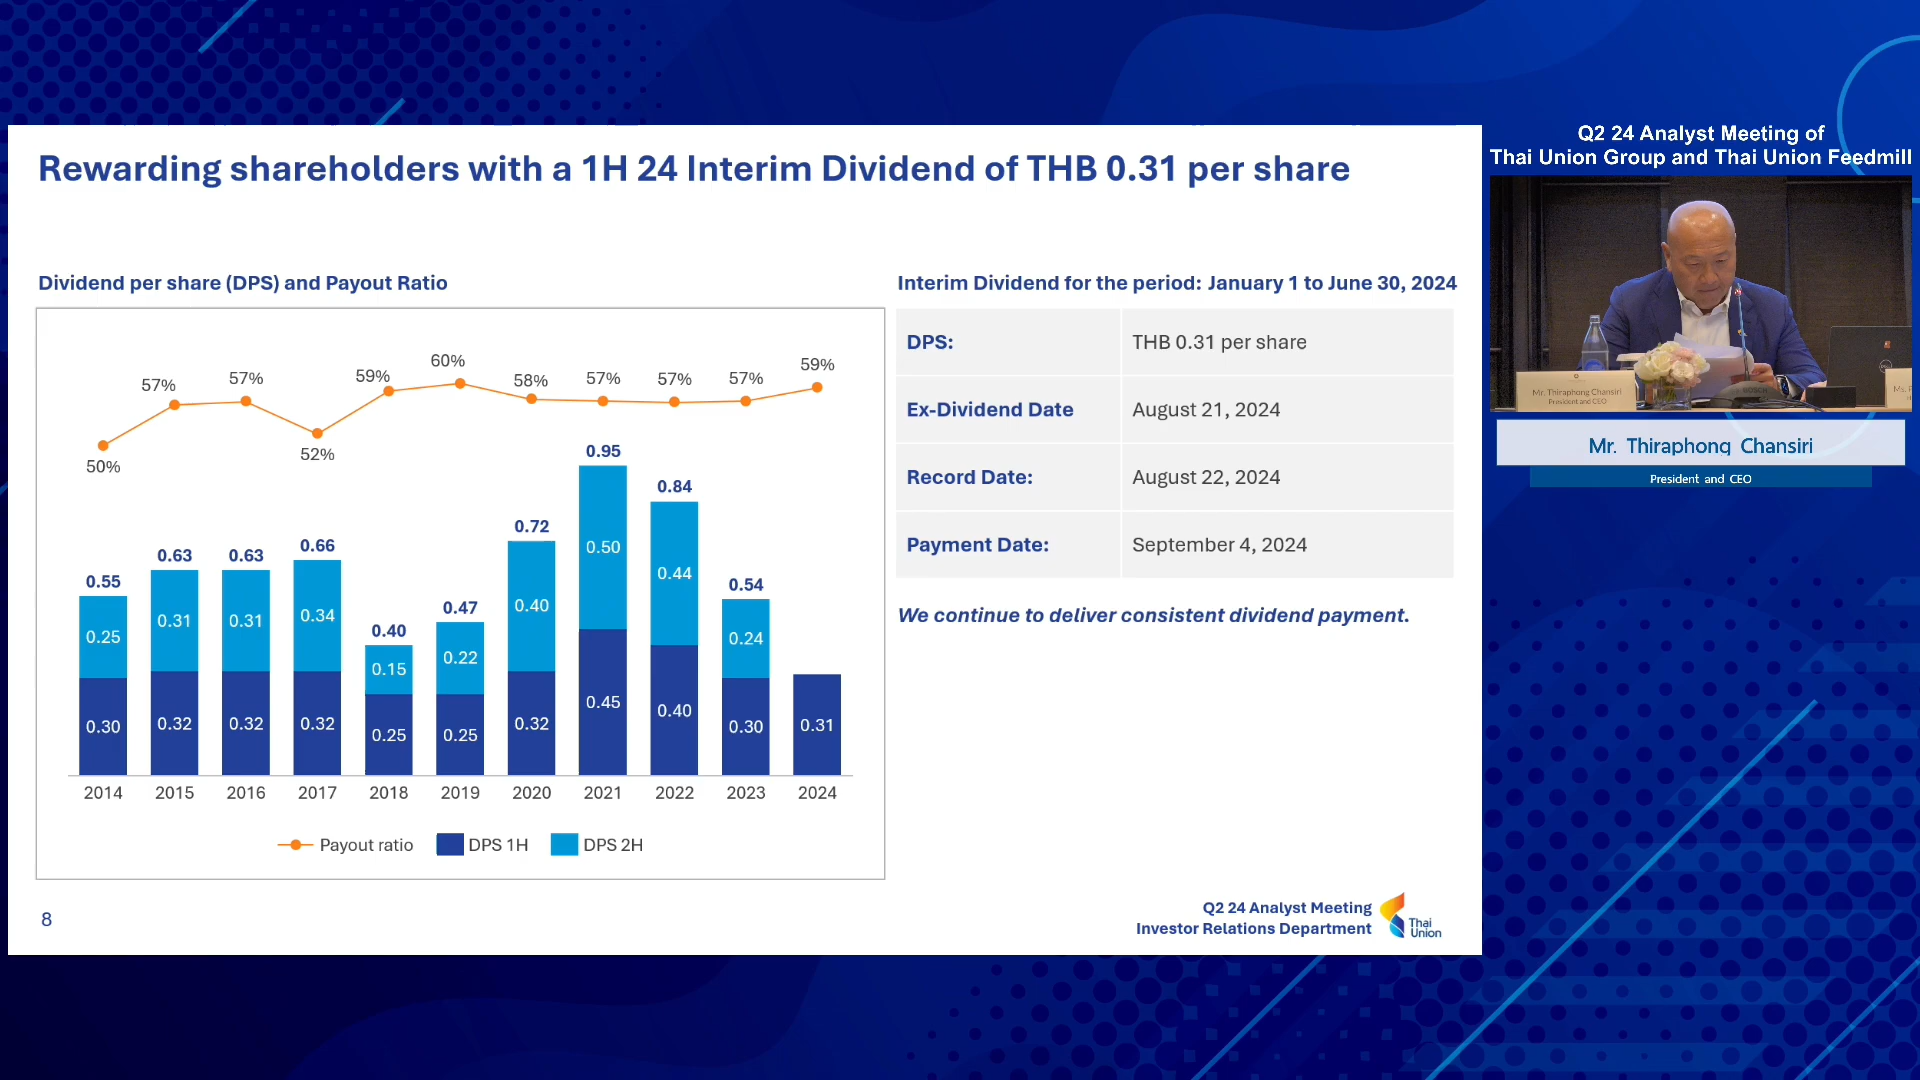 Rewarding shareholders with a 1H 24 Interim Dividend of THB 0.31 per share
Dividend per share (DPS) and Payout Ratio
50%
57%
57%
52%
59%
60%
58%
57%
57%
57%
59%
0.55
0.63
0.63
0.66
0.40
0.47
0.72
0.95
0.84
0.54
0.25
0.31
0.31
0.34
0.15
0.22
0.40
0.50
0.44
0.24
0.30
0.32
0.32
0.32
0.25
0.25
0.32
0.45
0.40
0.30
0.31
2014
2015
2016
2017
2018
2019
2020
2021
2022
2023
2024
Payout ratio
DPS 1H
DPS 2H
Interim Dividend for the period: January 1 to June 30, 2024
DPS:
THB 0.31 per share
Ex-Dividend Date
August 21, 2024
Record Date:
August 22, 2024
Payment Date:
September 4, 2024
We continue to deliver consistent dividend payment.
8
Q2 24 Analyst Meeting
Investor Relations Department
Thai
Union
Q2 24 Analyst Meeting of
Thai Union Group and Thai Union Feedmill
Mr. Thiraphong Chansiri
President and CEO
Mr. Thiraphong Chansiri
President and CEO